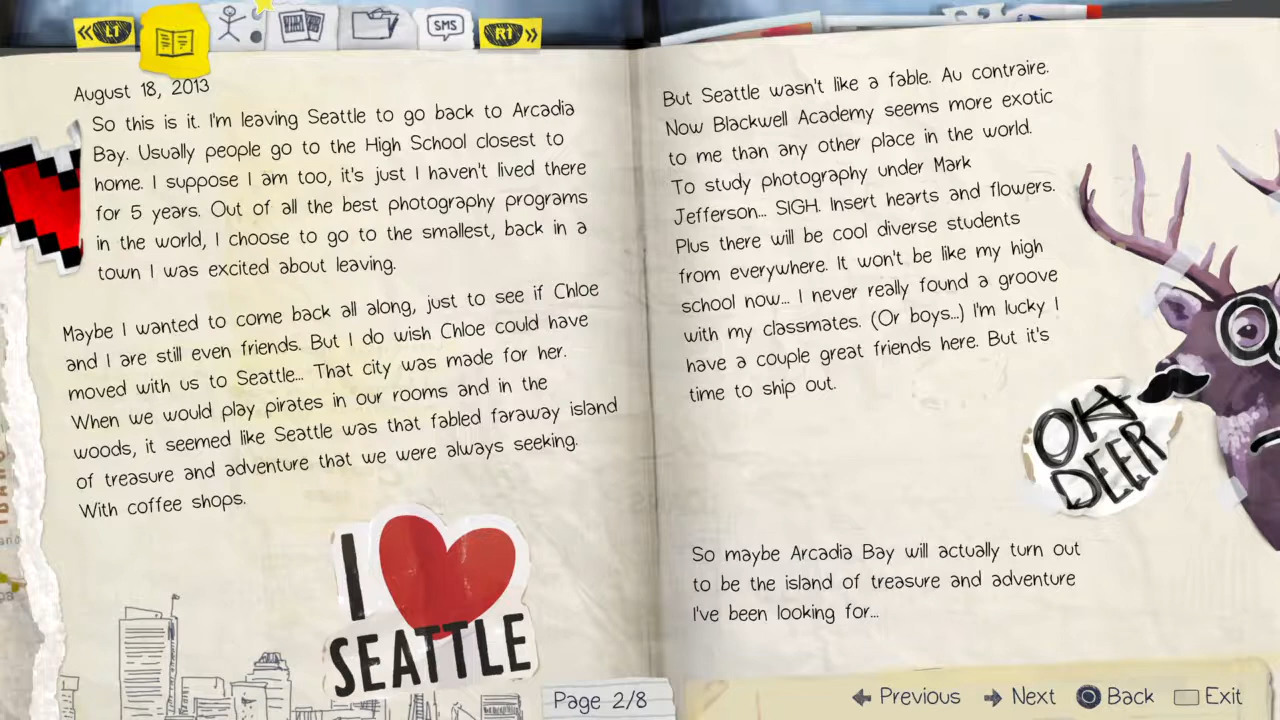 L1
SMS
R1
August 18, 2013
So this is it. I'm leaving Seattle to go back to Arcadia
Bay. Usually people go to the High School closest to
home. I suppose I am too, it's just I haven't lived there
for 5 years. Out of all the best photography programs
in the world, I choose to go to the smallest, back in a
town I was excited about leaving.
Maybe I wanted to come back all along, just to see if Chloe
and I are still even friends. But I do wish Chloe could have
moved with us to Seattle... That city was made for her.
When we would play pirates in our rooms and in the
woods, it seemed like Seattle was that fabled faraway island
of treasure and adventure that we were always seeking.
With coffee shops.
I
SEATTLE
Page 2/8
But Seattle wasn't like a fable. Au contraire.
Now Blackwell Academy seems more exotic
to me than any other place in the world.
To study photography under Mark
Jefferson... SIGH. Insert hearts and flowers.
Plus there will be cool diverse students
from everywhere. It won't be like my high
school now... I never really found a groove
with my classmates. (Or boys...) I'm lucky I
have a couple great friends here. But it's
time to ship out.
OH
DEER
So maybe Arcadia Bay will actually turn out
to be the island of treasure and adventure
I've been looking for...
Previous Next Back Exit